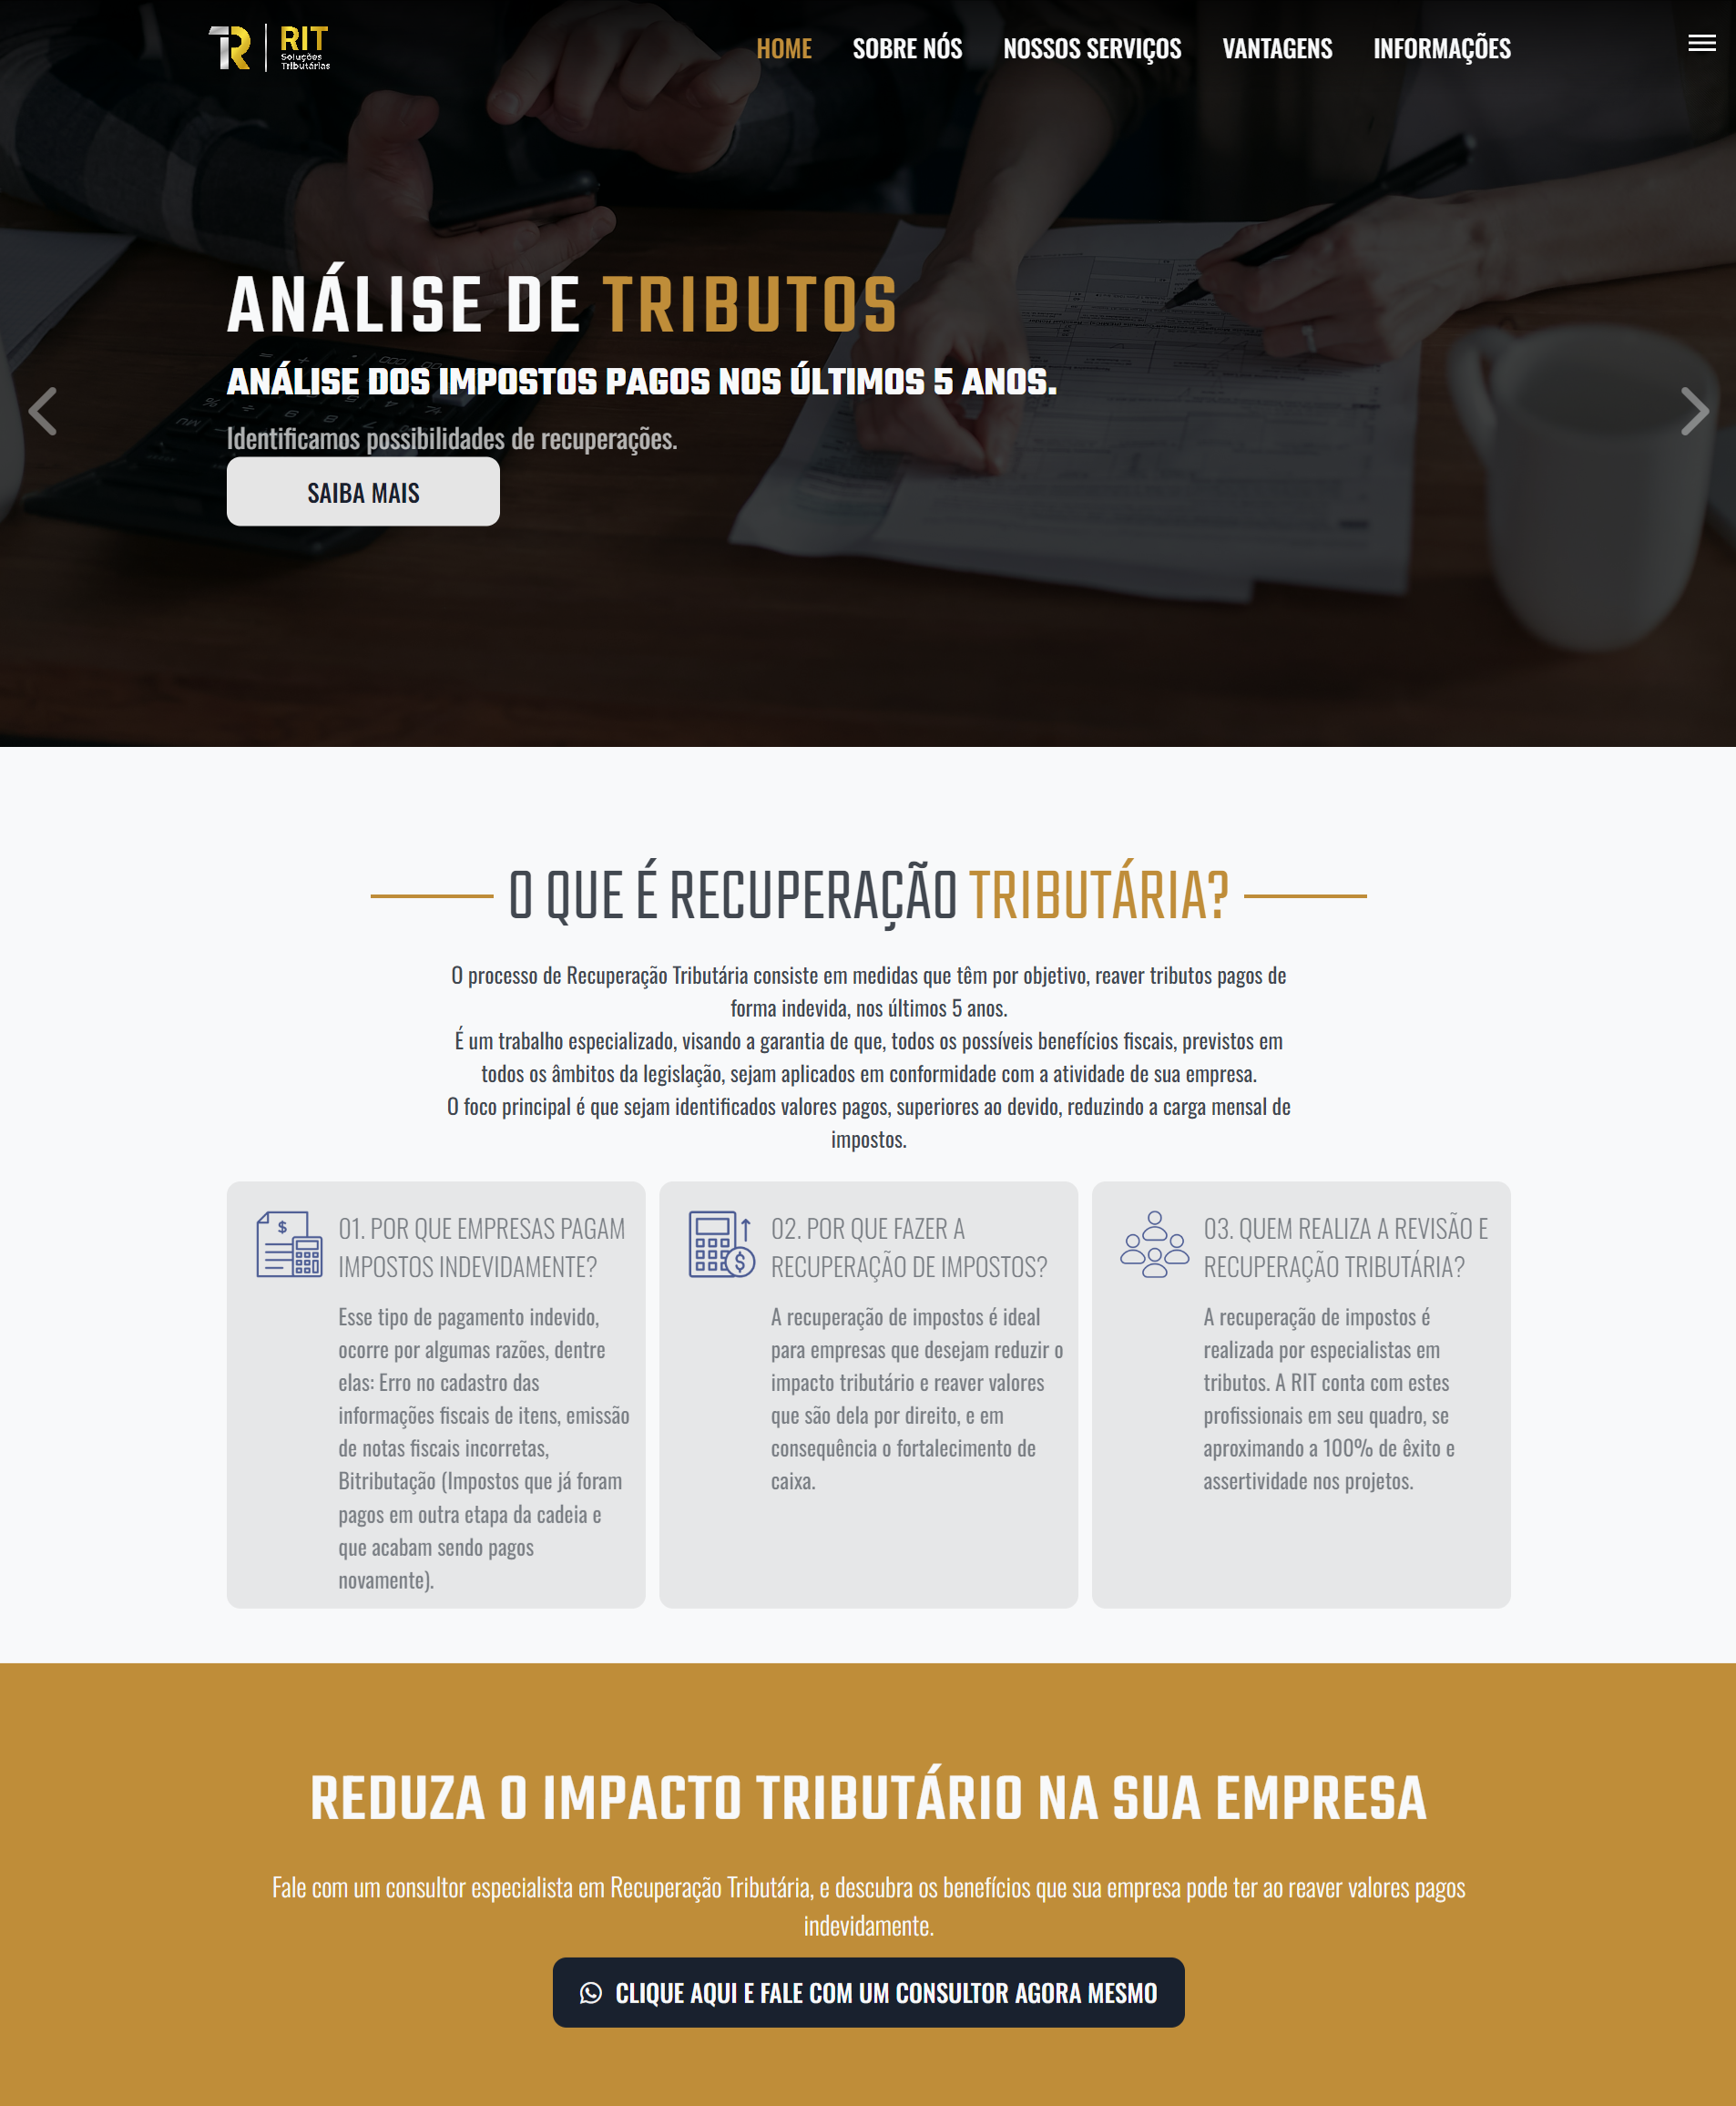 TR RIT
Soluções
Tributárias
HOME SOBRE NÓS NOSSOS SERVIÇOS VANTAGENS INFORMAÇÕES
ANÁLISE DE TRIBUTOS
ANÁLISE DOS IMPOSTOS PAGOS NOS ÚLTIMOS 5 ANOS.
Identificamos possibilidades de recuperações.
SAIBA MAIS
O QUE É RECUPERAÇÃO TRIBUTÁRIA?
O processo de Recuperação Tributária consiste em medidas que têm por objetivo, reaver tributos pagos de
forma indevida, nos últimos 5 anos.
É um trabalho especializado, visando a garantia de que, todos os possíveis benefícios fiscais, previstos em
todos os âmbitos da legislação, sejam aplicados em conformidade com a atividade de sua empresa.
O foco principal é que sejam identificados valores pagos, superiores ao devido, reduzindo a carga mensal de
impostos.
01. POR QUE EMPRESAS PAGAM
IMPOSTOS INDEVIDAMENTE?
Esse tipo de pagamento indevido,
ocorre por algumas razões, dentre
elas: Erro no cadastro das
informações fiscais de itens, emissão
de notas fiscais incorretas,
Bitributação (Impostos que já foram
pagos em outra etapa da cadeia e
que acabam sendo pagos
novamente).
02. POR QUE FAZER A
RECUPERAÇÃO DE IMPOSTOS?
A recuperação de impostos é ideal
para empresas que desejam reduzir o
impacto tributário e reaver valores
que são dela por direito, e em
consequência o fortalecimento de
caixa.
03. QUEM REALIZA A REVISÃO E
RECUPERAÇÃO TRIBUTÁRIA?
A recuperação de impostos é
realizada por especialistas em
tributos. A RIT conta com estes
profissionais em seu quadro, se
aproximando a 100% de êxito e
assertividade nos projetos.
REDUZA O IMPACTO TRIBUTÁRIO NA SUA EMPRESA
Fale com um consultor especialista em Recuperação Tributária, e descubra os benefícios que sua empresa pode ter ao reaver valores pagos
indevidamente.
CLIQUE AQUI E FALE COM UM CONSULTOR AGORA MESMO